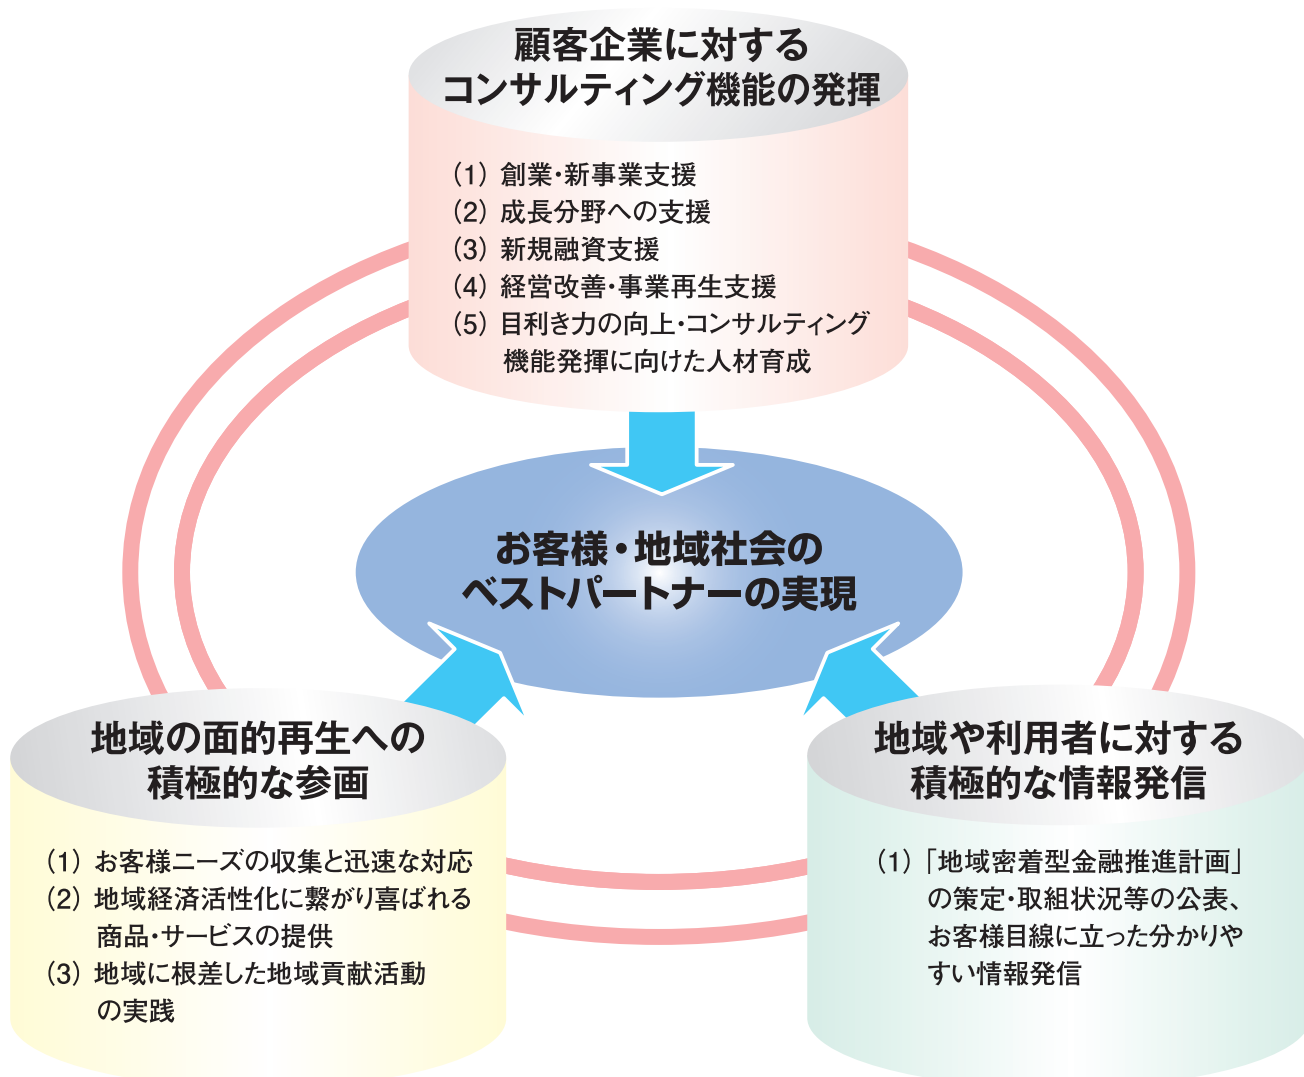 顧客企業に対する
コンサルティング機能の発揮
(1) 創業・新事業支援
(2) 成長分野への支援
(3) 新規融資支援
(4) 経営改善・事業再生支援
(5) 目利き力の向上・コンサルティング
機能発揮に向けた人材育成
お客様・地域社会の
ベストパートナーの実現
地域の面的再生への
積極的な参画
(1) お客様ニーズの収集と迅速な対応
(2) 地域経済活性化に繋がり喜ばれる
商品・サービスの提供
(3) 地域に根差した地域貢献活動
の実践
地域や利用者に対する
積極的な情報発信
(1) 「地域密着型金融推進計画」
の策定・取組状況等の公表、
お客様目線に立った分かりや
すい情報発信